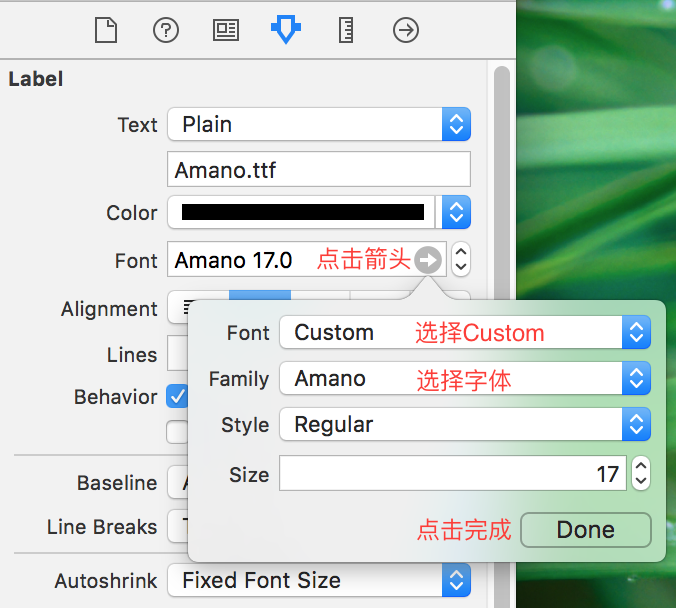 Label
Text Plain
Amano.ttf
Color
Font Amano 17.0 点击箭头
Alignment
Font Custom 选择Custom
Lines
Family Amano 选择字体
Behavior
Style Regular
Baseline
Size 17
Line Breaks
点击完成 Done
Autoshrink Fixed Font Size